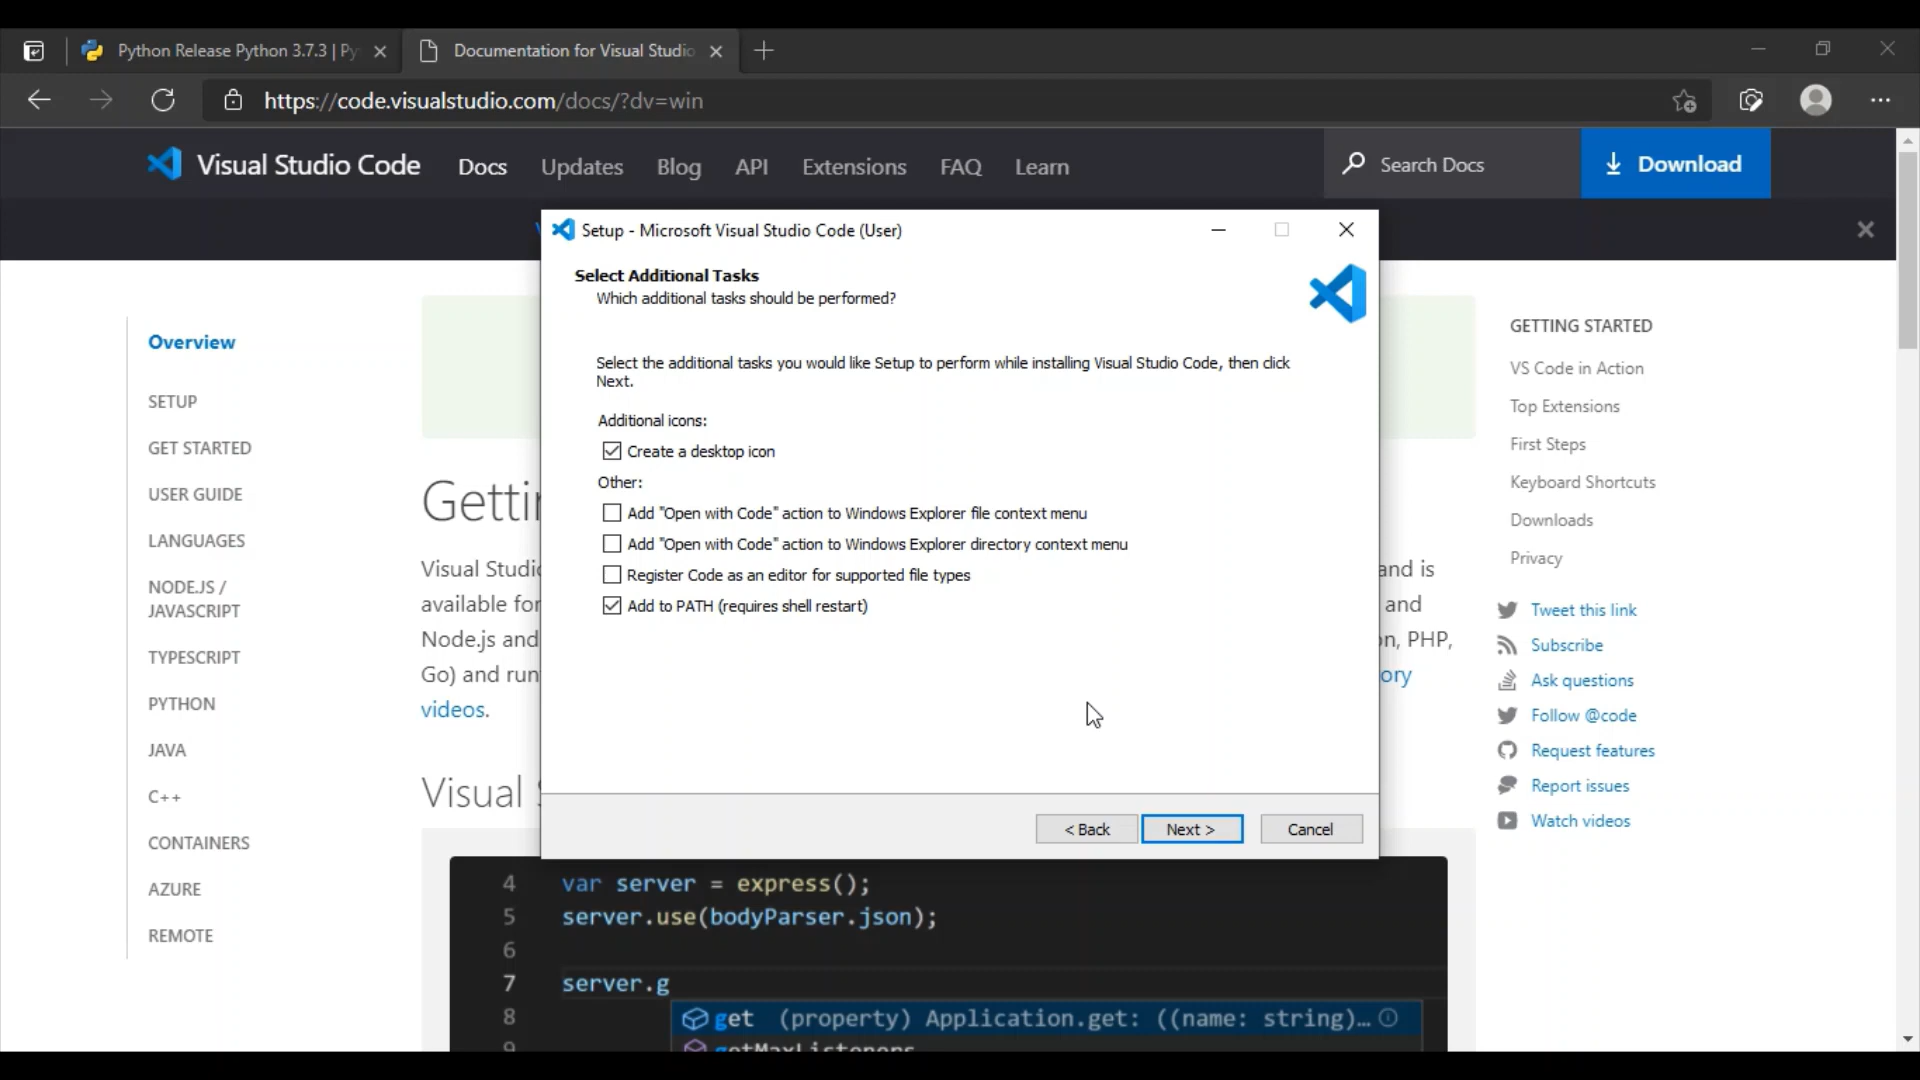 Python Release Python 3.7.3 | Py
Documentation for Visual Studio
https://code.visualstudio.com/docs/?dv=win
Visual Studio Code
Docs
Updates
Blog
API
Extensions
FAQ
Learn
Search Docs
Download
Setup - Microsoft Visual Studio Code (User)
Select Additional Tasks
Which additional tasks should be performed?
Select the additional tasks you would like Setup to perform while installing Visual Studio Code, then click
Next.
Additional icons:
Create a desktop icon
Other:
Add "Open with Code" action to Windows Explorer file context menu
Add "Open with Code" action to Windows Explorer directory context menu
Register Code as an editor for supported file types
Add to PATH (requires shell restart)
< Back
Next >
Cancel
Overview
SETUP
GET STARTED
USER GUIDE
LANGUAGES
NODE.JS /
JAVASCRIPT
TYPESCRIPT
PYTHON
JAVA
C++
CONTAINERS
AZURE
REMOTE
Getti
Visual Studi
and is
available for
and
Node.js and
on, PHP,
Go) and run
ory
videos.
Visual
4 var server = express();
5 server.use(bodyParser.json);
6
7 server.g
8 get (property) Application.get: ((name: string)...
9 getMaxListeners
GETTING STARTED
VS Code in Action
Top Extensions
First Steps
Keyboard Shortcuts
Downloads
Privacy
Tweet this link
Subscribe
Ask questions
Follow @code
Request features
Report issues
Watch videos